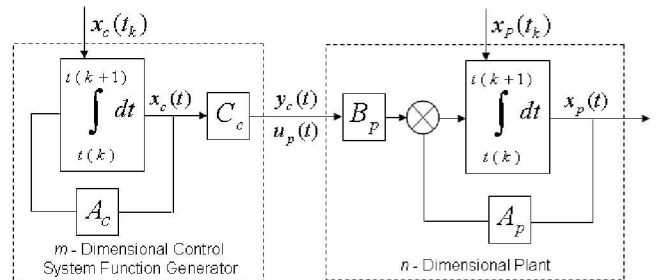 x_c(t_k)
x_p(t_k)
t(k+1)
∫ dt
t(k)
x_c(t)
C_c
y_c(t)
u_p(t)
B_p
t(k+1)
∫ dt
t(k)
x_p(t)
A_c
A_p
m - Dimensional Control
System Function Generator
n - Dimensional Plant